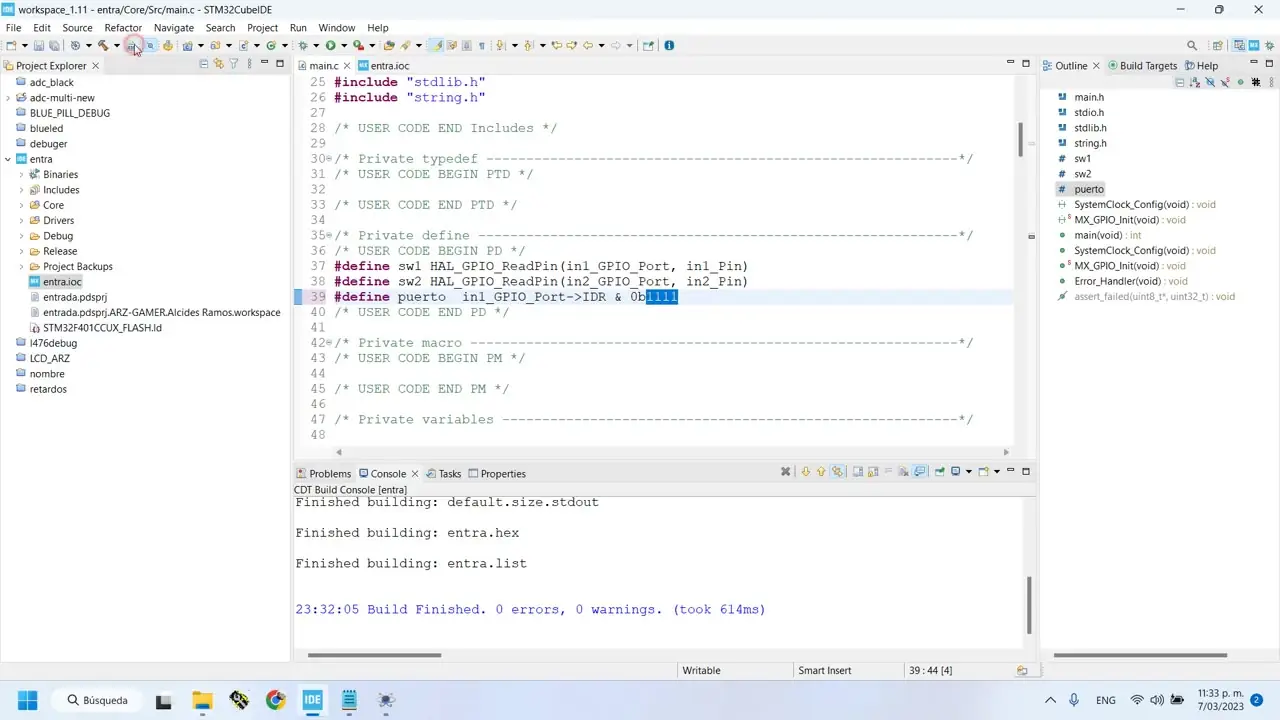 workspace_1.11 - entra/Core/Src/main.c - STM32CubeIDE
File Edit Source Refactor Navigate Search Project Run Window Help
Project Explorer
adc_black
adc-multi-new
BLUE_PILL_DEBUG
blueled
debuger
entra
Binaries
Includes
Core
Drivers
Debug
Release
Project Backups
entra.ioc
entrada.pdsprj
entrada.pdsprj.ARZ-GAMER.Alcides Ramos.workspace
STM32F401CCUX_FLASH.ld
l476debug
LCD_ARZ
nombre
retardos
main.c entra.ioc
25 #include "stdlib.h"
26 #include "string.h"
27
28 /* USER CODE END Includes */
29
30 /* Private typedef -----------------------------------------------------------*/
31 /* USER CODE BEGIN PTD */
32
33 /* USER CODE END PTD */
34
35 /* Private define ------------------------------------------------------------*/
36 /* USER CODE BEGIN PD */
37 #define sw1 HAL_GPIO_ReadPin(in1_GPIO_Port, in1_Pin)
38 #define sw2 HAL_GPIO_ReadPin(in2_GPIO_Port, in2_Pin)
39 #define puerto  in1_GPIO_Port->IDR & 0b1111
40 /* USER CODE END PD */
41
42 /* Private macro -------------------------------------------------------------*/
43 /* USER CODE BEGIN PM */
44
45 /* USER CODE END PM */
46
47 /* Private variables ---------------------------------------------------------*/
48
Problems Console Tasks Properties
CDT Build Console [entra]
Finished building: default.size.stdout
Finished building: entra.hex
Finished building: entra.list
23:32:05 Build Finished. 0 errors, 0 warnings. (took 614ms)
Outline Build Targets Help
main.h
stdio.h
stdlib.h
string.h
sw1
sw2
puerto
SystemClock_Config(void) : void
MX_GPIO_Init(void) : void
main(void) : int
SystemClock_Config(void) : void
MX_GPIO_Init(void) : void
Error_Handler(void) : void
assert_failed(uint8_t*, uint32_t) : void
Writable Smart Insert 39 : 44 [4]
Búsqueda
IDE
ENG
11:33 p. m.
7/03/2023
2